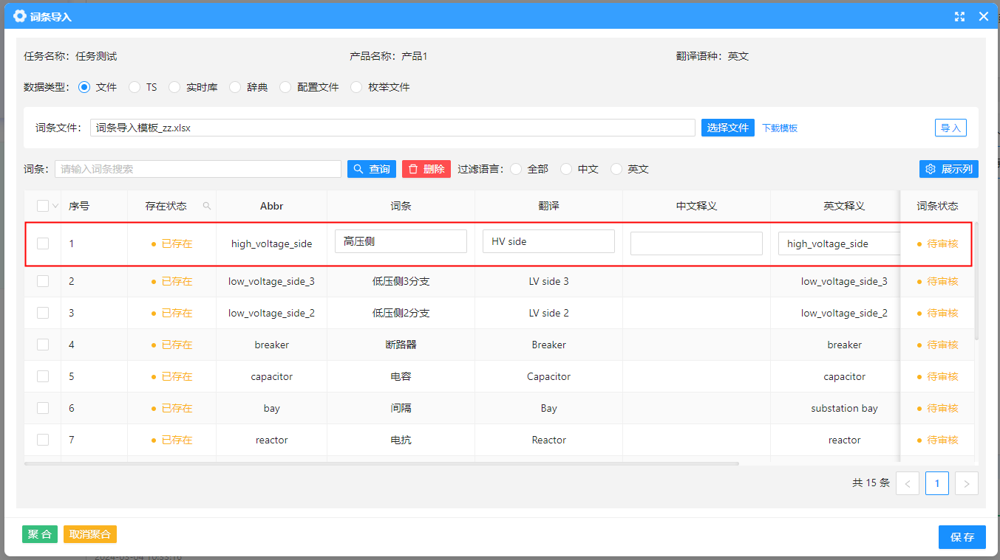 词条导入
任务名称：任务测试 产品名称：产品1 翻译语种：英文
数据类型： 文件 TS 实时库 辞典 配置文件 枚举文件
词条文件： 词条导入模板_zz.xlsx 选择文件 下载模板 导 入
词条： 请输入词条搜索 查询 删除 过滤语言： 全部 中文 英文 展示列
序号 存在状态 Abbr 词条 翻译 中文释义 英文释义 词条状态
1 已存在 high_voltage_side 高压侧 HV side high_voltage_side 待审核
2 已存在 low_voltage_side_3 低压侧3分支 LV side 3 low_voltage_side_3 待审核
3 已存在 low_voltage_side_2 低压侧2分支 LV side 2 low_voltage_side_2 待审核
4 已存在 breaker 断路器 Breaker breaker 待审核
5 已存在 capacitor 电容 Capacitor capacitor 待审核
6 已存在 bay 间隔 Bay substation bay 待审核
7 已存在 reactor 电抗 Reactor reactor 待审核
共 15 条 < 1 >
聚 合 取消聚合 保 存